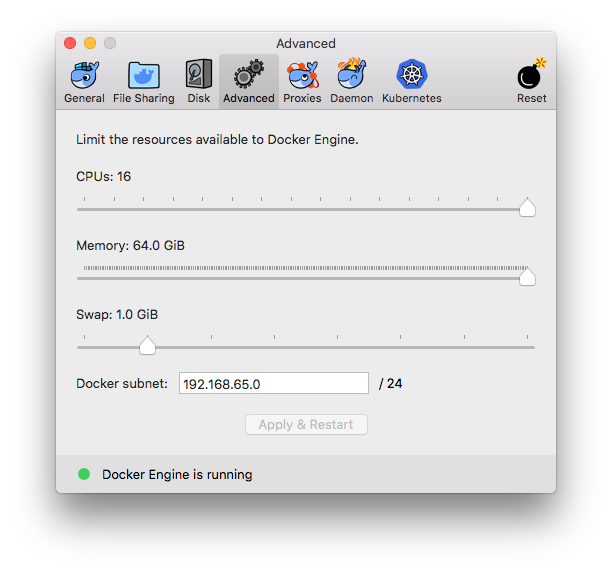 Advanced
General File Sharing Disk Advanced Proxies Daemon Kubernetes Reset
Limit the resources available to Docker Engine.
CPUs: 16
Memory: 64.0 GiB
Swap: 1.0 GiB
Docker subnet: 192.168.65.0 / 24
Apply & Restart
Docker Engine is running